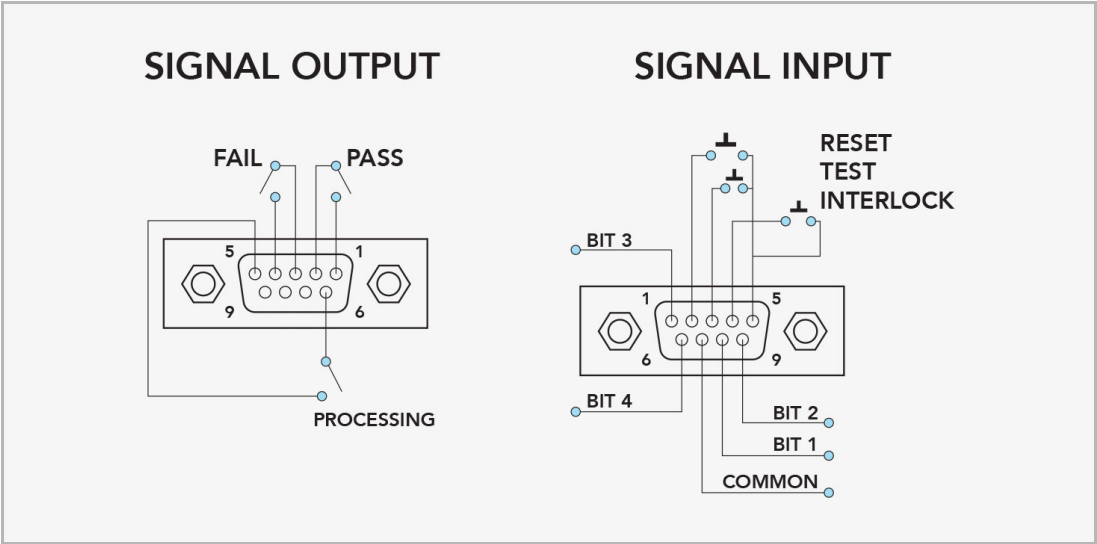 SIGNAL OUTPUT
FAIL
PASS
5
1
9
6
PROCESSING
SIGNAL INPUT
RESET
TEST
INTERLOCK
BIT 3
1
5
6
9
BIT 4
BIT 2
BIT 1
COMMON